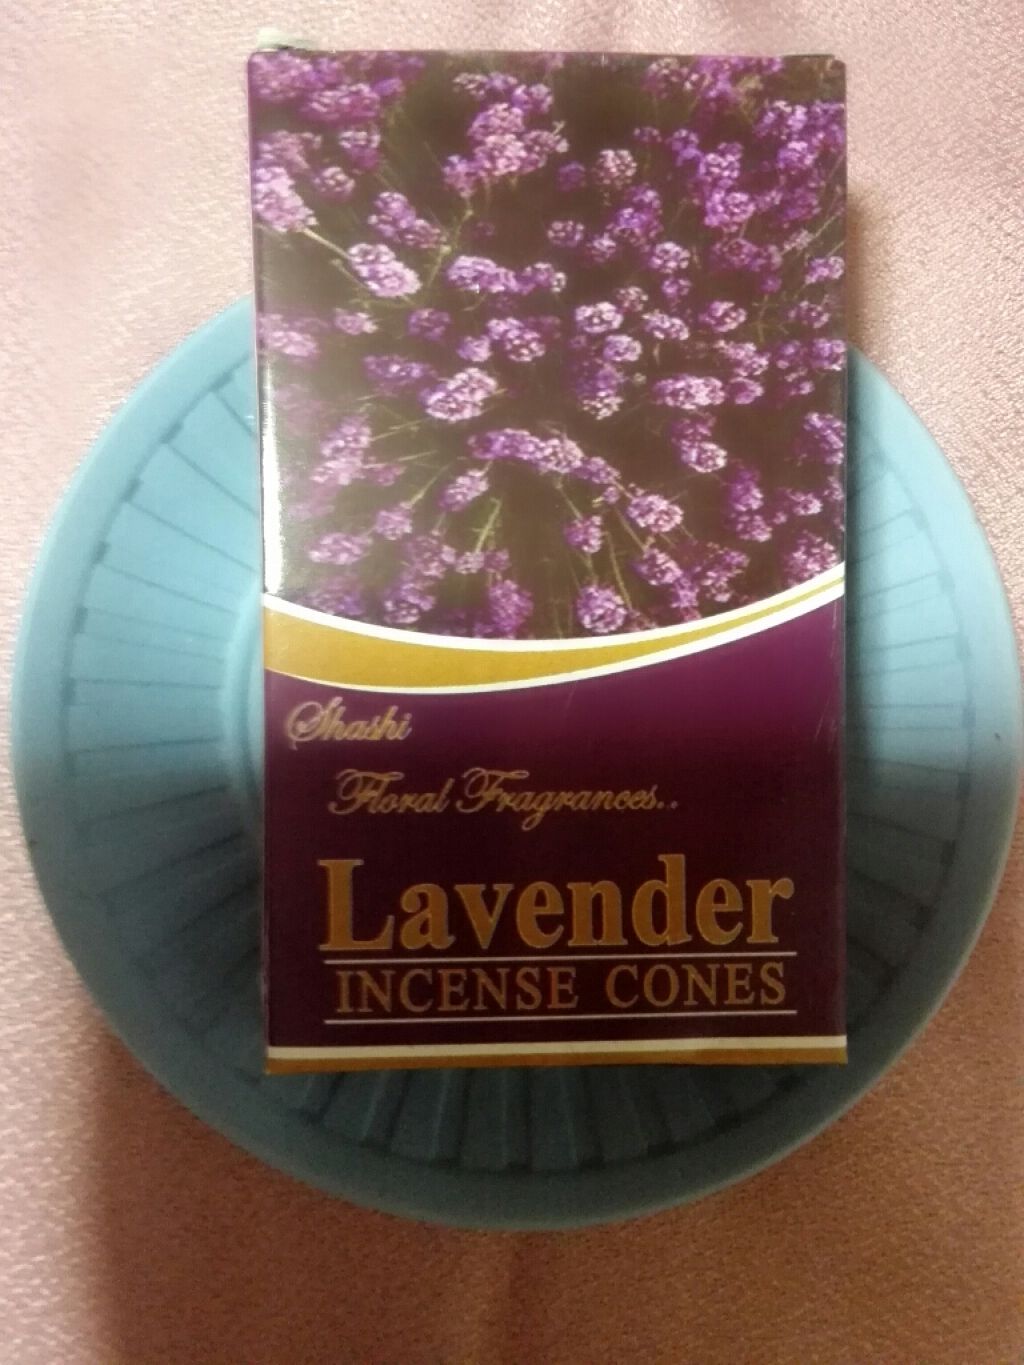 Shashi
Floral Fragrances..
Lavender
INCENSE CONES